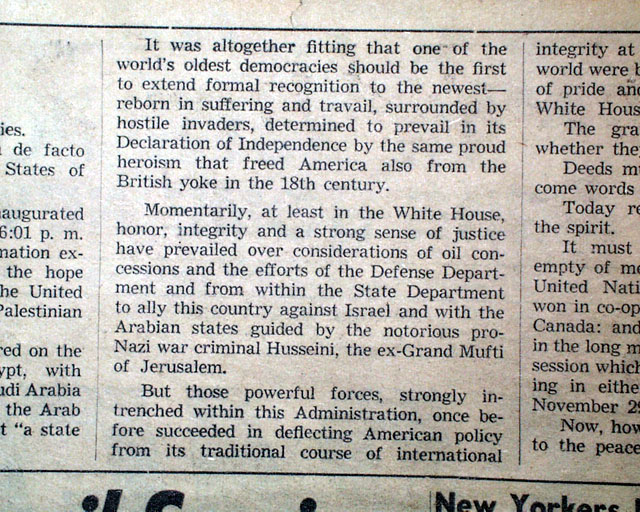 ies.
de facto
States of
augurated
6:01 p. m.
nation ex-
the hope
he United
Palestinian
red on the
ypt, with
udi Arabia
the Arab
t "a state
It was altogether fitting that one of the
world's oldest democracies should be the first
to extend formal recognition to the newest—
reborn in suffering and travail, surrounded by
hostile invaders, determined to prevail in its
Declaration of Independence by the same proud
heroism that freed America also from the
British yoke in the 18th century.
Momentarily, at least in the White House,
honor, integrity and a strong sense of justice
have prevailed over considerations of oil con-
cessions and the efforts of the Defense Depart-
ment and from within the State Department
to ally this country against Israel and with the
Arabian states guided by the notorious pro-
Nazi war criminal Husseini, the ex-Grand Mufti
of Jerusalem.
But those powerful forces, strongly in-
trenched within this Administration, once be-
fore succeeded in deflecting American policy
from its traditional course of international
integrity at
world were b
of pride and
White Hous
The gra
whether the
Deeds mu
come words
Today re
the spirit.
It must
empty of m
United Nati
won in co-op
Canada: and
in the long m
session which
ing in eithe
November 29
Now, how
to the peace
New Yorkers